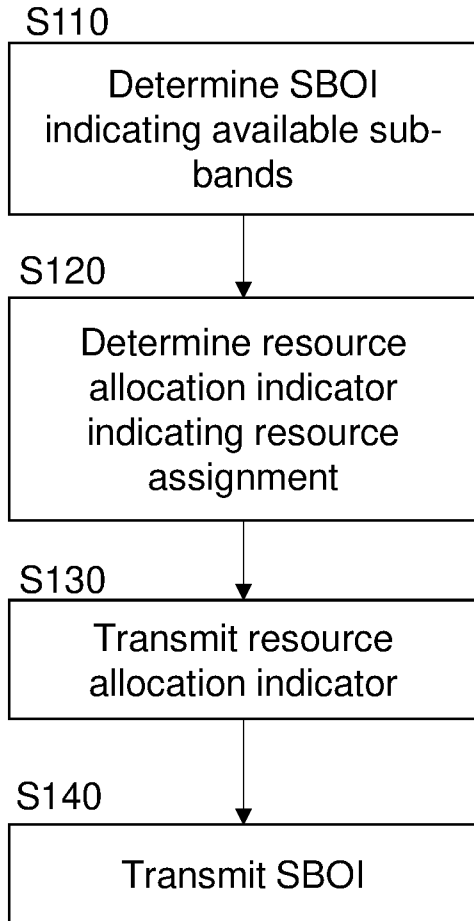 S110
Determine SBOI
indicating available sub-
bands
S120
Determine resource
allocation indicator
indicating resource
assignment
S130
Transmit resource
allocation indicator
S140
Transmit SBOI